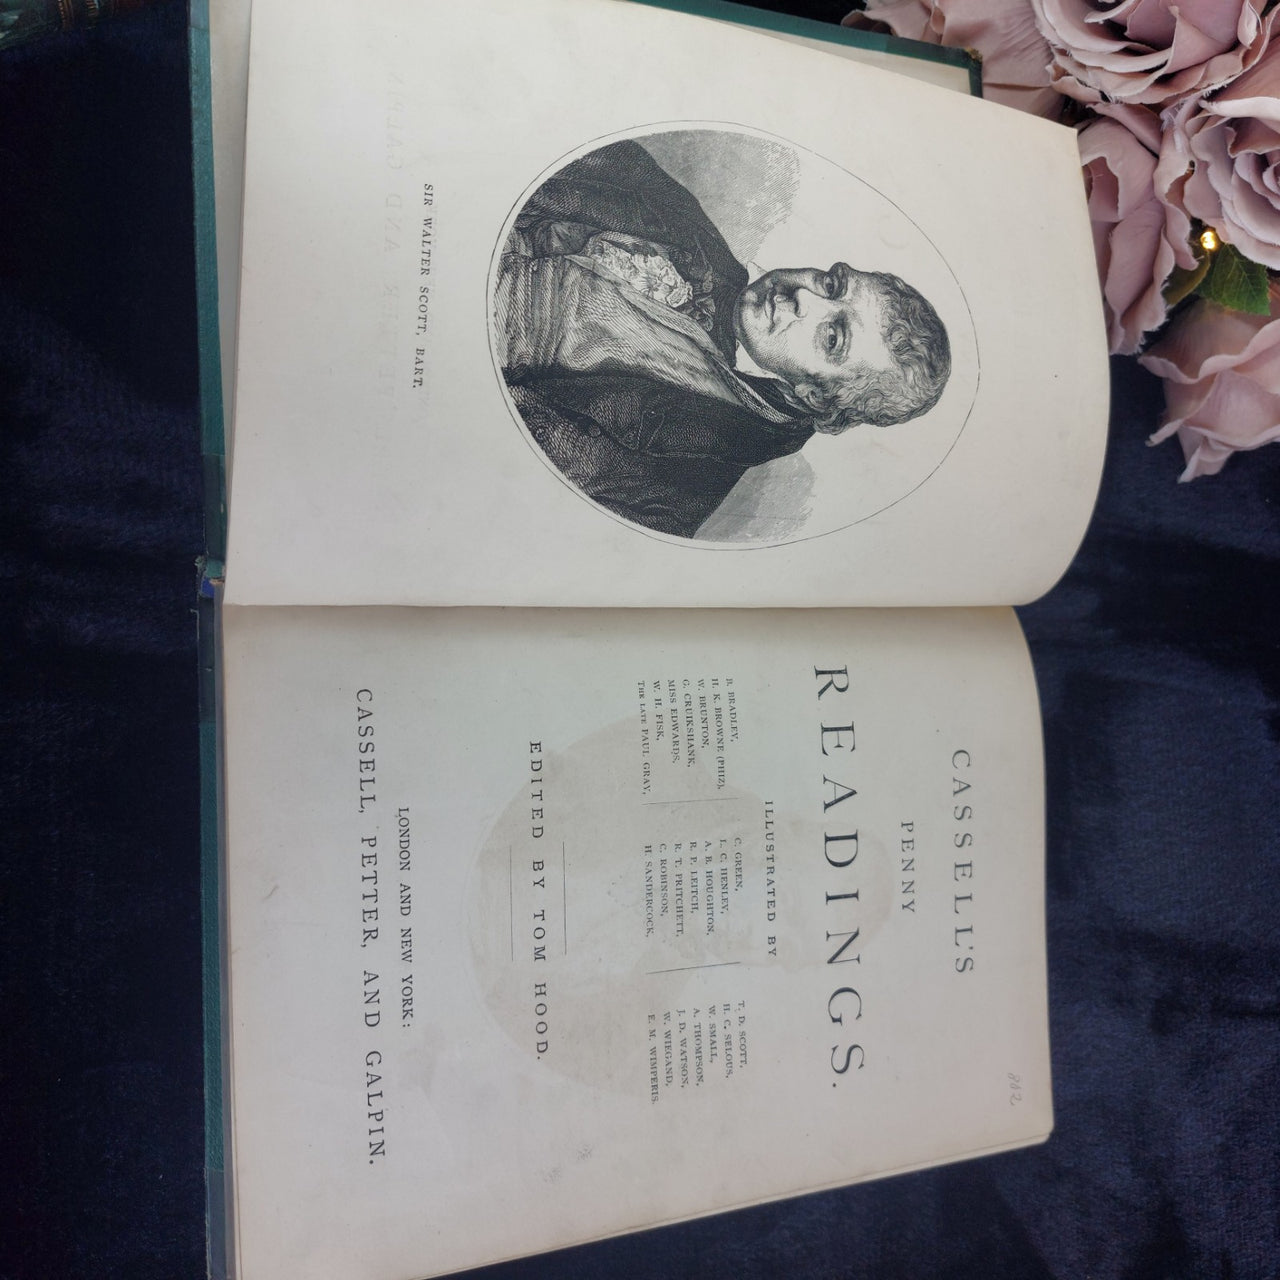 SIR WALTER SCOTT, BART.
802
CASSELL'S
PENNY
READINGS.
ILLUSTRATED BY
B. BRADLEY,
H. K. BROWNE (PHIZ),
W. BRUNTON,
G. CRUIKSHANK,
MISS EDWARDS,
W. H. FISK,
THE LATE PAUL GRAY,
C. GREEN,
L. C. HENLEY,
A. B. HOUGHTON,
R. P. LEITCH,
R. T. PRITCHETT,
C. ROBINSON,
H. SANDERCOCK,
T. D. SCOTT,
H. C. SELOUS,
W. SMALL,
A. THOMPSON,
J. D. WATSON,
W. WIEGAND,
E. M. WIMPERIS.
EDITED BY TOM HOOD.
LONDON AND NEW YORK:
CASSELL, PETTER, AND GALPIN.